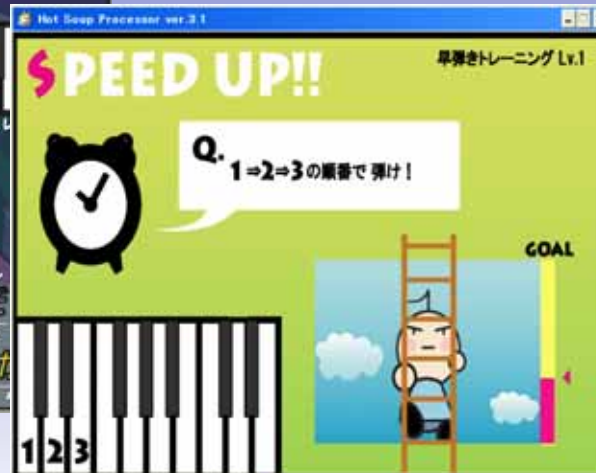 Hot Soup Processor ver.3.1
SPEED UP!!
早弾きトレーニング Lv.1
Q.
1⇒2⇒3の順番で 弾け！
GOAL
1 2 3